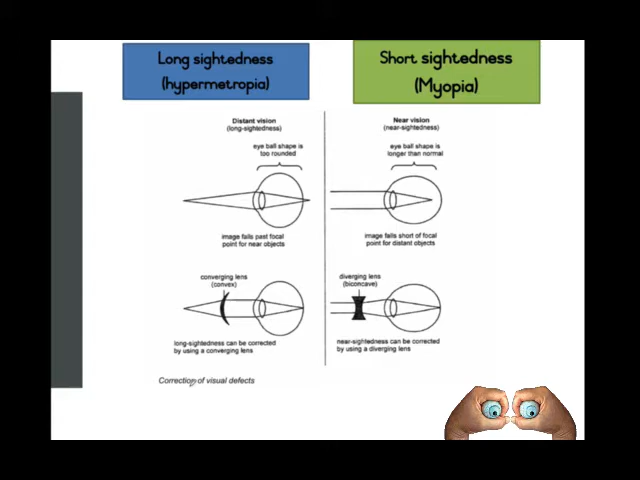 Long sightedness
(hypermetropia)
Short sightedness
(Myopia)
Distant vision
(long-sightedness)
eye ball shape is
too rounded
image falls past focal
point for near objects
converging lens
(convex)
long-sightedness can be corrected
by using a converging lens
Near vision
(near-sightedness)
eye ball shape is
longer than normal
image falls short of focal
point for distant objects
diverging lens
(biconcave)
near-sightedness can be corrected
by using a diverging lens
Correction of visual defects